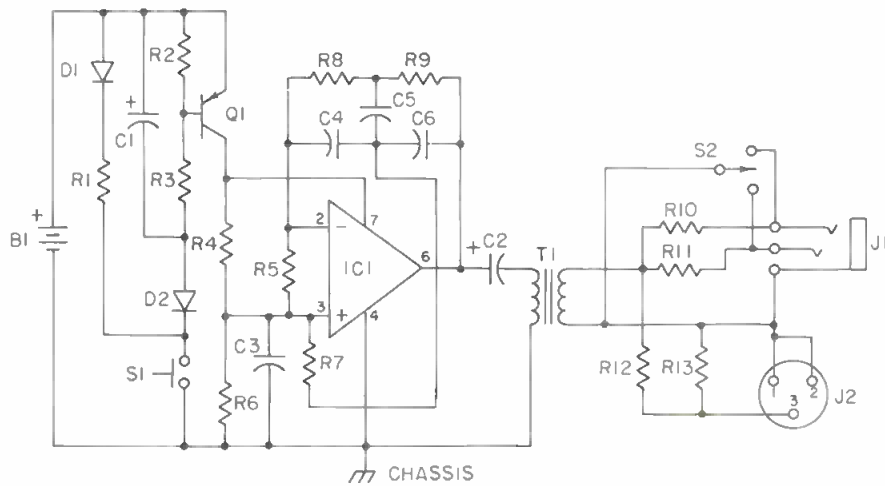 R8
R9
D1
R2
Q1
C5
C4
C6
+
C1
S2
R1
R3
R10
J1
2
-
7
R11
+
B1
R4
R5
IC1
6
+
C2
T1
D2
3
+
4
C3
R7
R12
R13
S1
R6
2
J2
3
CHASSIS